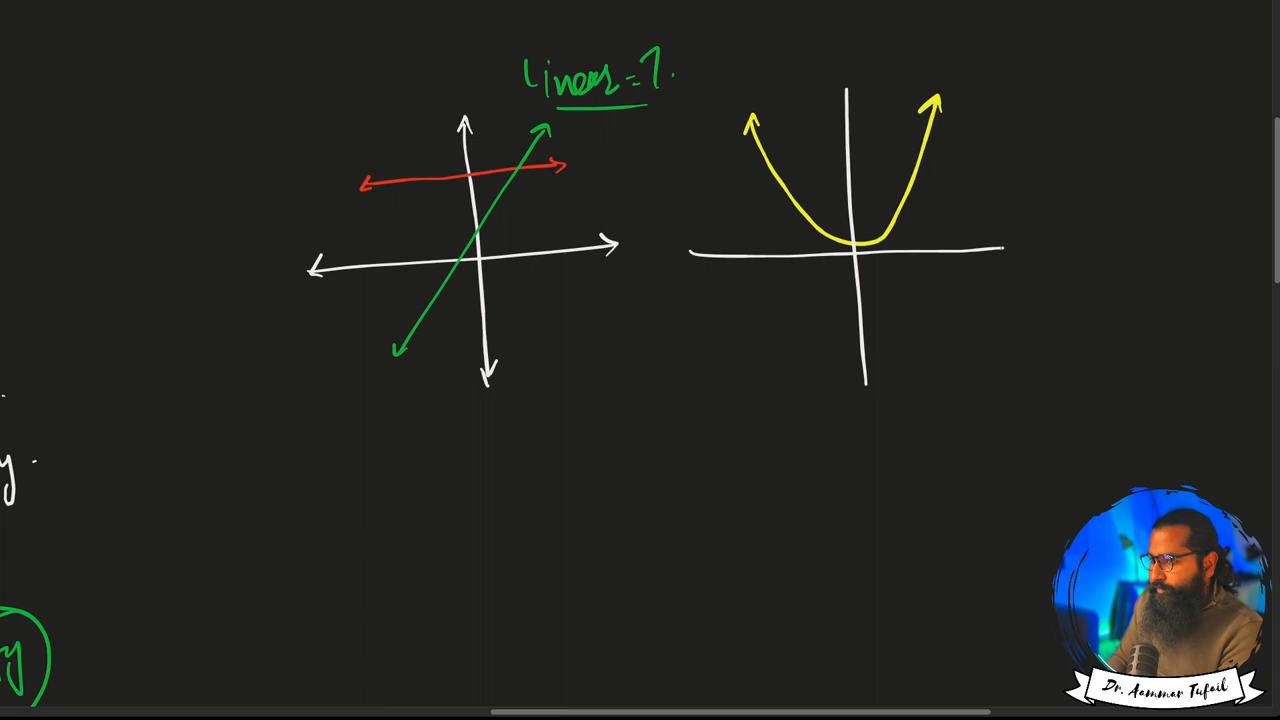 Linear = ?.
y.
y
Dr. Aammar Tufail